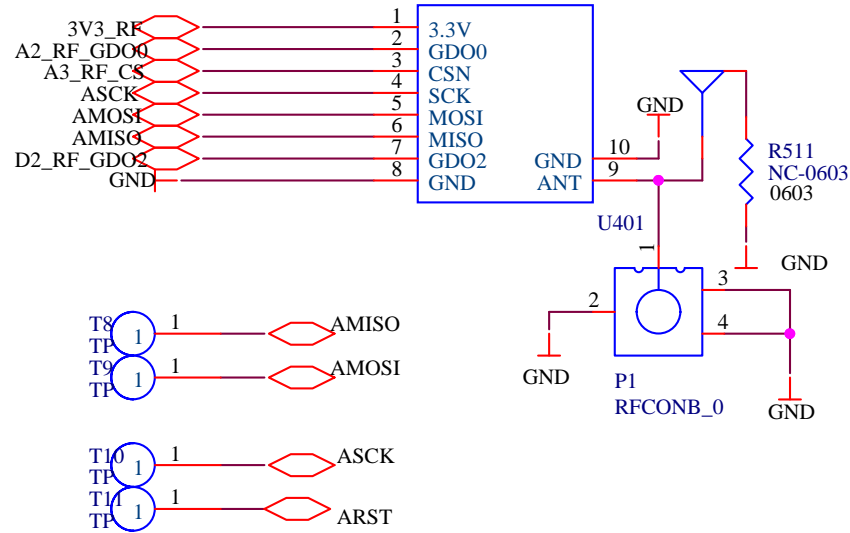 3V3_RF 1 3.3V
A2_RF_GDO0 2 GDO0
A3_RF_CS 3 CSN
ASCK 4 SCK
AMOSI 5 MOSI
AMISO 6 MISO
D2_RF_GDO2 7 GDO2
GND 8 GND
GND 10
ANT 9
GND
U401
R511
NC-0603
0603
GND
1
2
3
4
GND
P1
RFCONB_0
GND
T8
TP 1 1 AMISO
T9
TP 1 1 AMOSI
T10
TP 1 1 ASCK
T11
TP 1 1 ARST